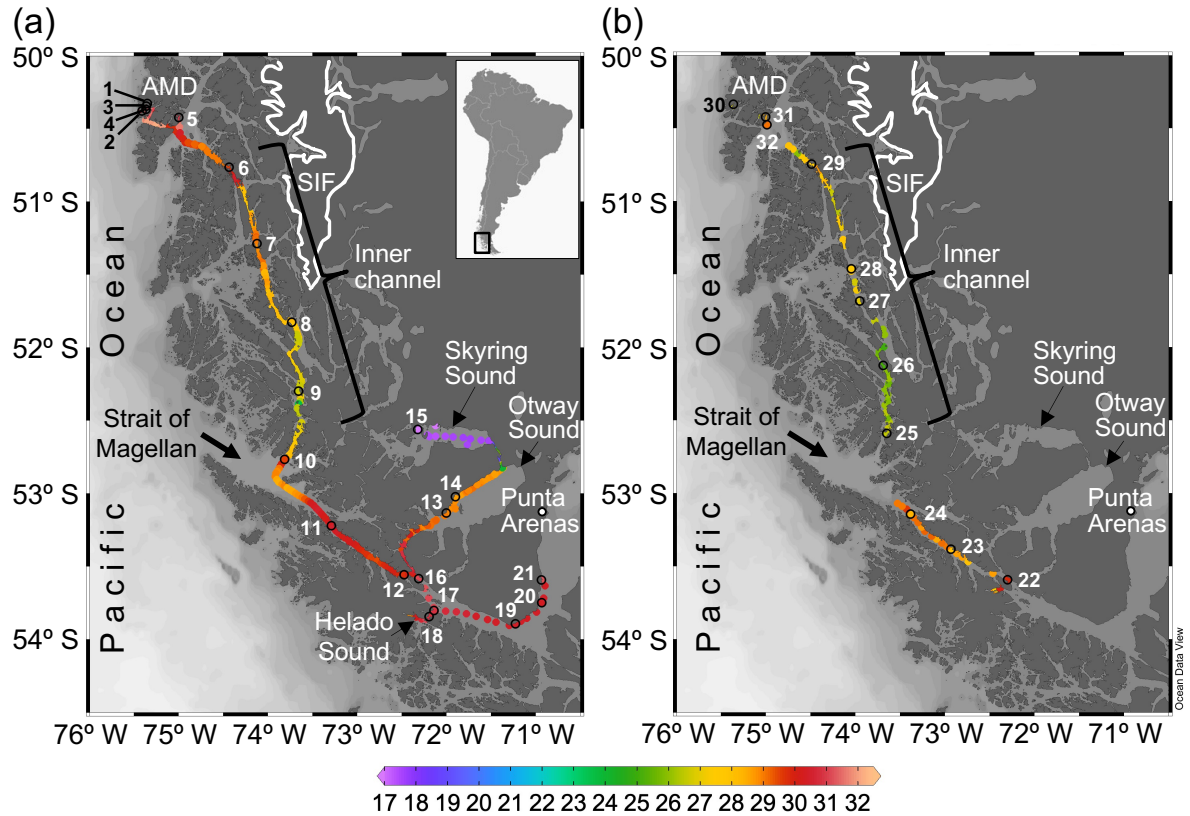 (a)
50° S
51° S
52° S
53° S
54° S
76° W
75° W
74° W
73° W
72° W
71° W
1
3
4
2
AMD
5
6
SIF
7
Inner
channel
8
9
Skyring
Sound
15
Otway
Sound
Strait of
Magellan
10
14
13
Punta
Arenas
11
12
16
17
21
20
19
18
Helado
Sound
Pacific Ocean
(b)
50° S
51° S
52° S
53° S
54° S
76° W
75° W
74° W
73° W
72° W
71° W
AMD
30
31
32
29
SIF
28
Inner
channel
27
26
Skyring
Sound
25
Otway
Sound
Strait of
Magellan
24
Punta
Arenas
23
22
Pacific Ocean
Ocean Data View
17 18 19 20 21 22 23 24 25 26 27 28 29 30 31 32